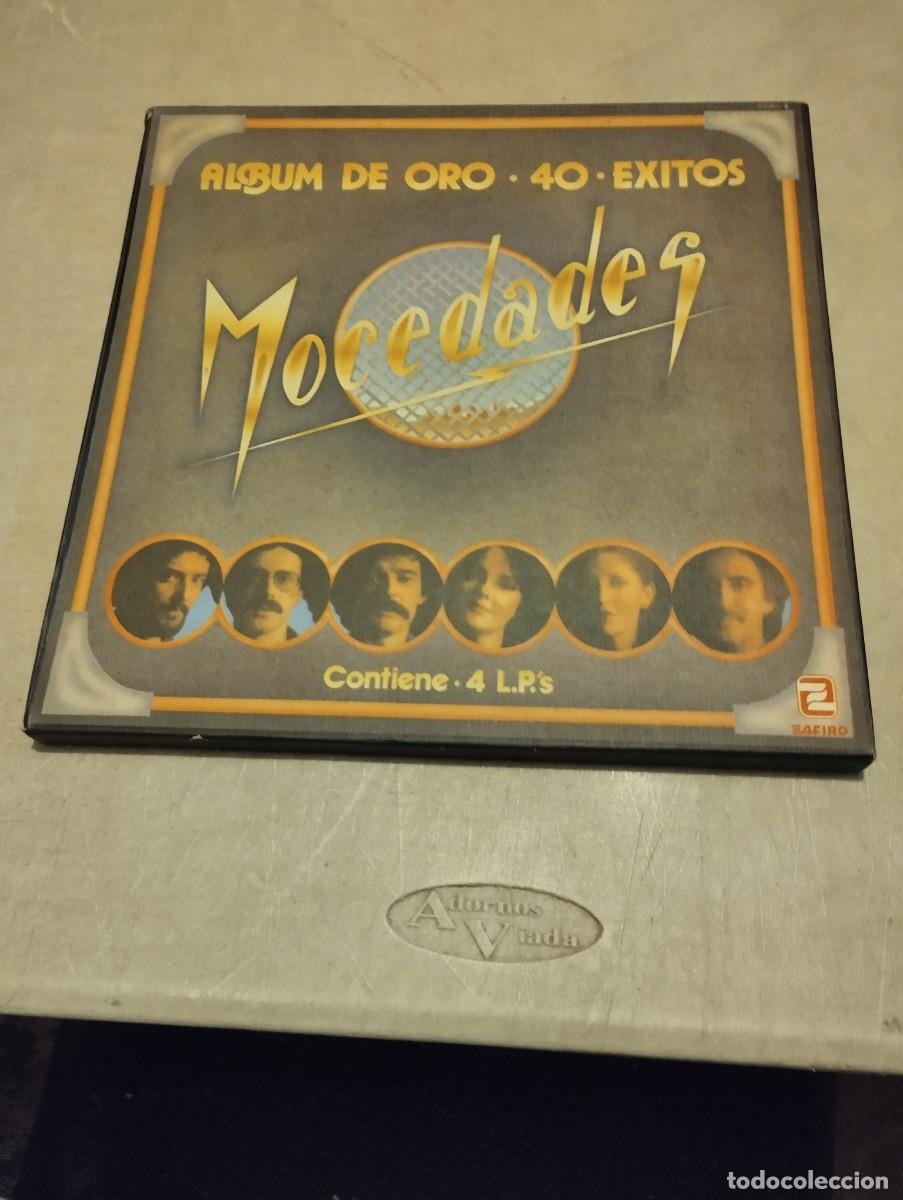 ALBUM DE ORO · 40 · EXITOS
Mocedades
Contiene · 4 L.P.'s
ZAFIRO
Adornos
Viada
todocoleccion